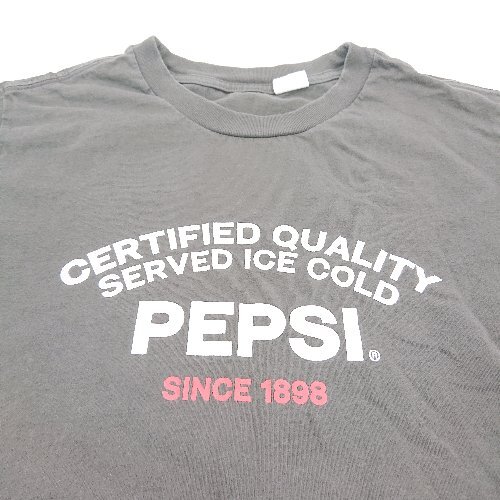 CERTIFIED QUALITY
SERVED ICE COLD
PEPSI®
SINCE 1898